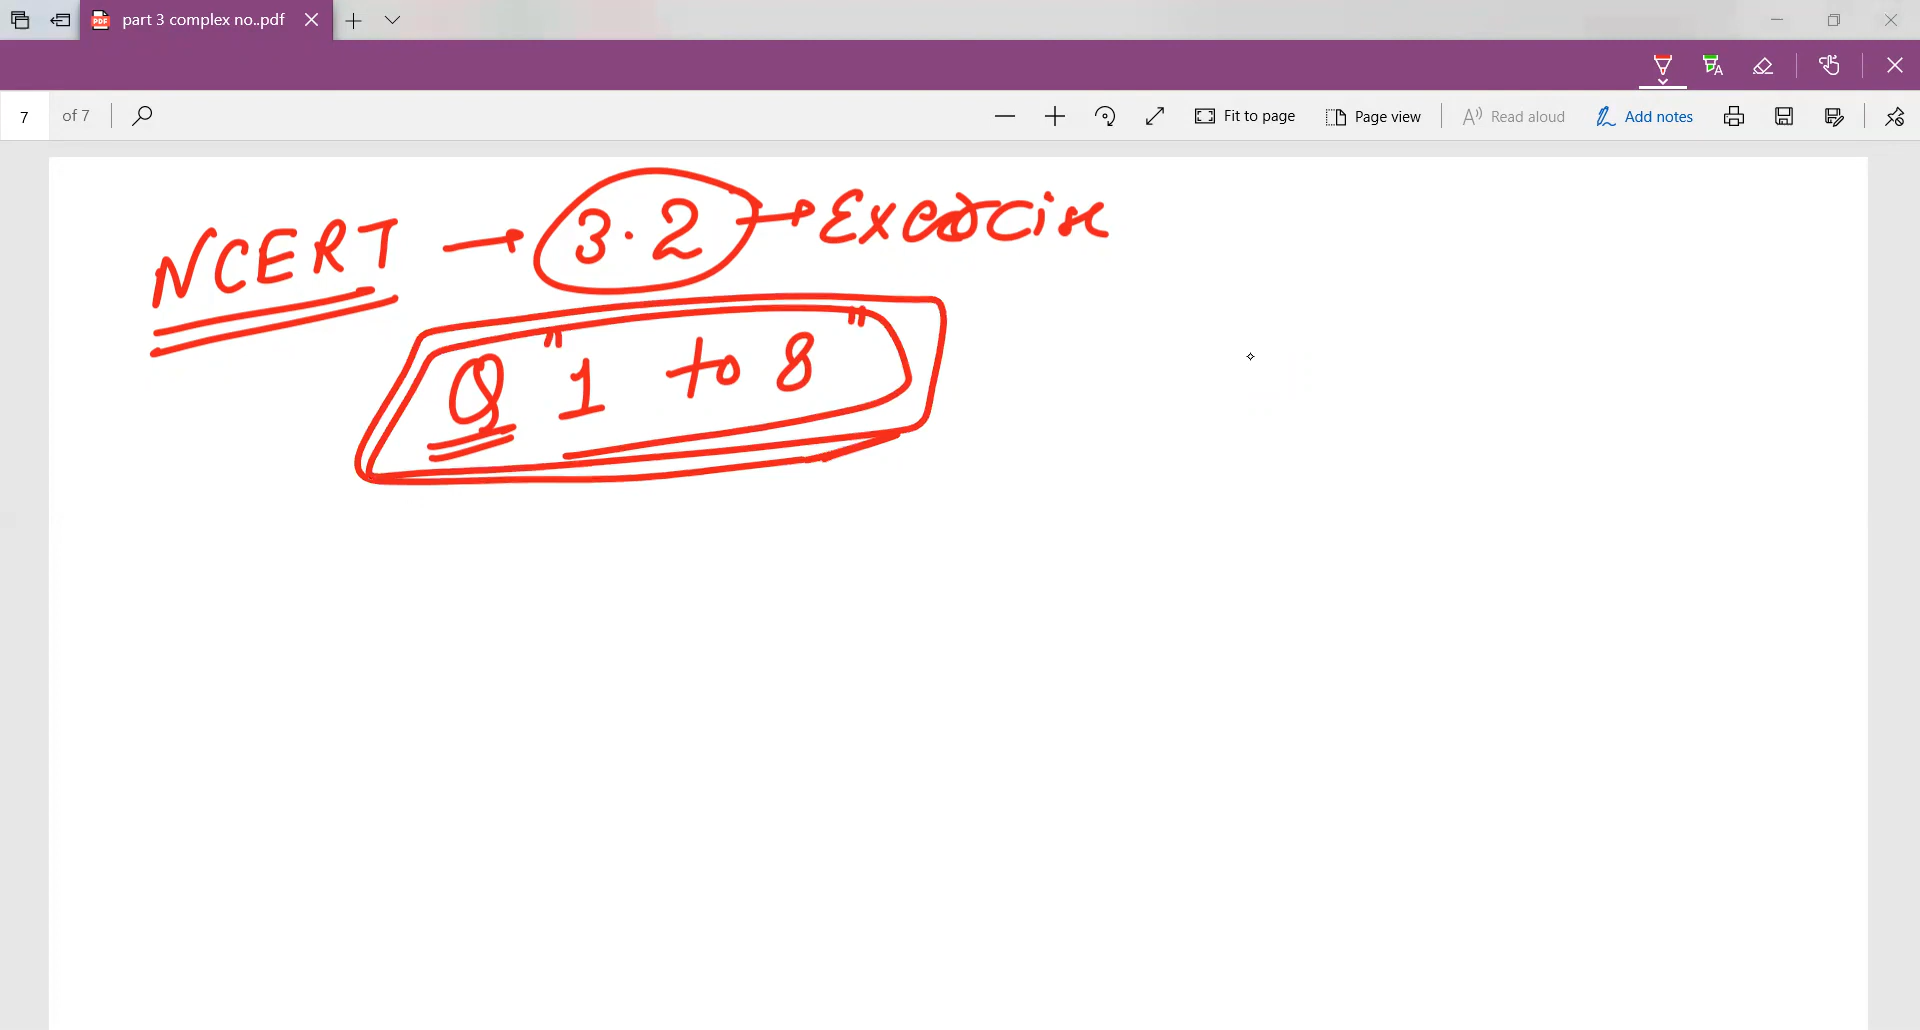 part 3 complex no..pdf
7 of 7
Fit to page
Page view
Read aloud
Add notes
NCERT → 3.2 → Exercise
Q "1 to 8"